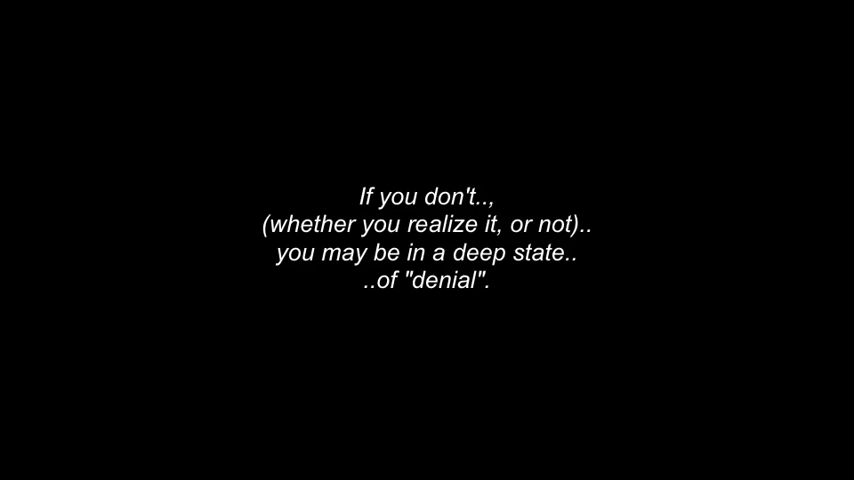 If you don't..,
(whether you realize it, or not)..
you may be in a deep state..
..of "denial".